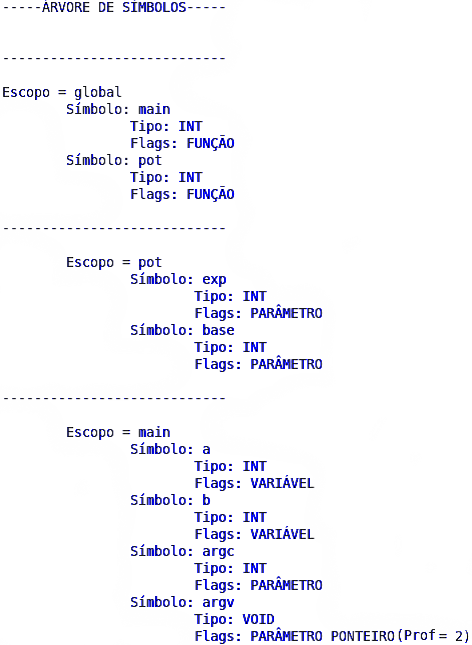 -----ÁRVORE DE SÍMBOLOS-----
----------------------------
Escopo = global
Símbolo: main
Tipo: INT
Flags: FUNÇÃO
Símbolo: pot
Tipo: INT
Flags: FUNÇÃO
----------------------------
Escopo = pot
Símbolo: exp
Tipo: INT
Flags: PARÂMETRO
Símbolo: base
Tipo: INT
Flags: PARÂMETRO
----------------------------
Escopo = main
Símbolo: a
Tipo: INT
Flags: VARIÁVEL
Símbolo: b
Tipo: INT
Flags: VARIÁVEL
Símbolo: argc
Tipo: INT
Flags: PARÂMETRO
Símbolo: argv
Tipo: VOID
Flags: PARÂMETRO PONTEIRO(Prof = 2)